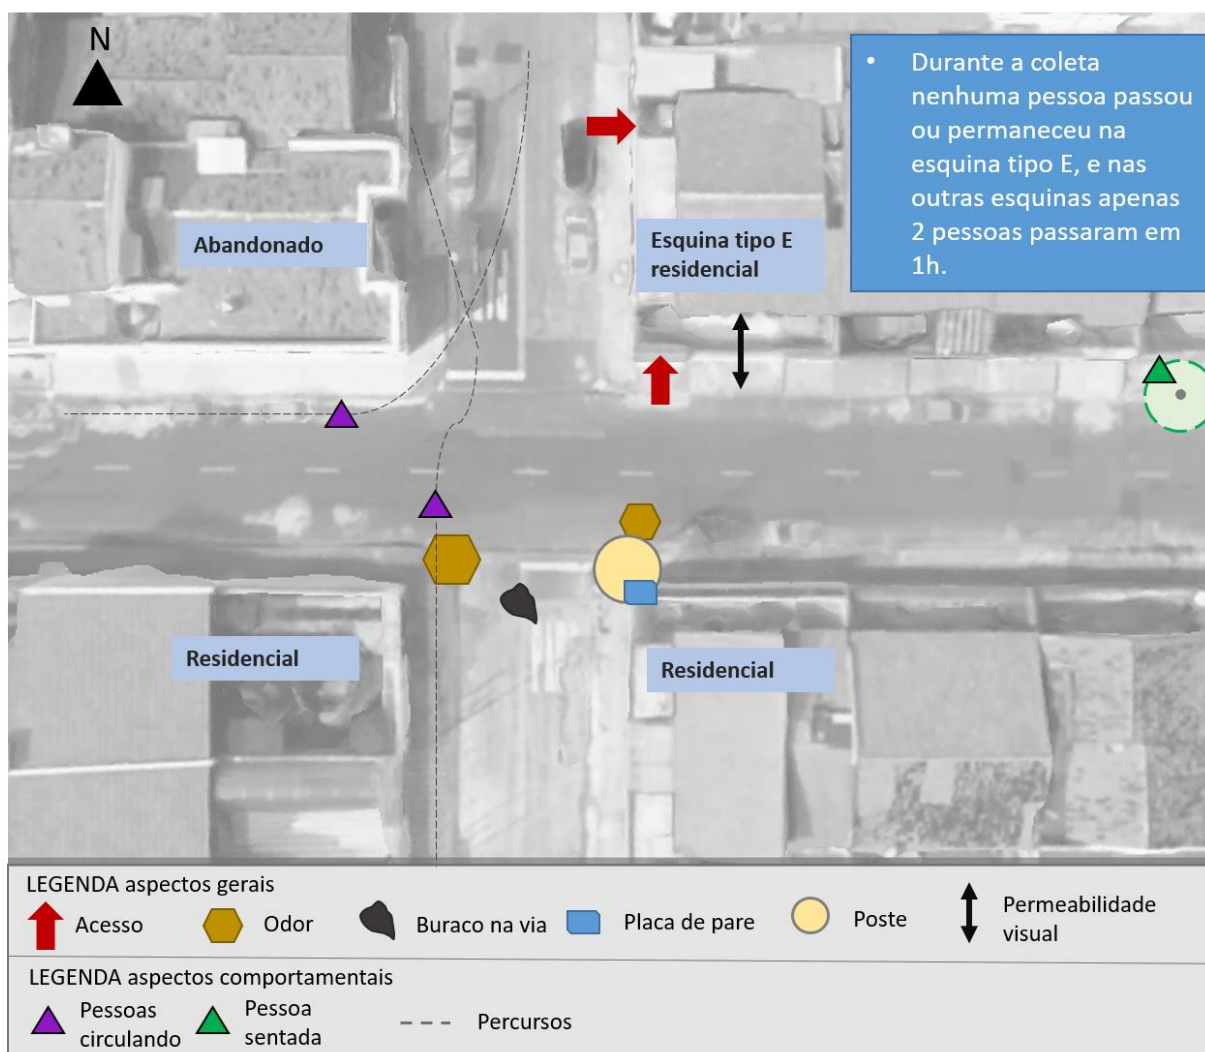 N
• Durante a coleta
nenhuma pessoa passou
ou permaneceu na
esquina tipo E, e nas
outras esquinas apenas
2 pessoas passaram em
1h.
Abandonado
Esquina tipo E
residencial
Residencial
Residencial
LEGENDA aspectos gerais
Acesso
Odor
Buraco na via
Placa de pare
Poste
Permeabilidade
visual
LEGENDA aspectos comportamentais
Pessoas
circulando
Pessoa
sentada
Percursos